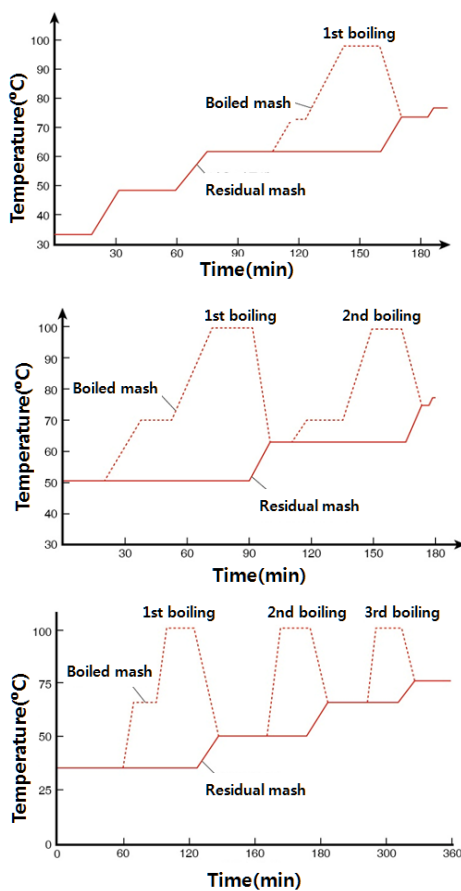 1st boiling
100
90
80
70
60
50
40
30
Temperature(⁰C)
Boiled mash
Residual mash
30
60
90
120
150
180
Time(min)
1st boiling
2nd boiling
100
90
80
70
60
50
40
30
Temperature(⁰C)
Boiled mash
Residual mash
30
60
90
120
150
180
Time(min)
1st boiling
2nd boiling
3rd boiling
100
75
50
25
0
Temperature(⁰C)
Boiled mash
Residual mash
0
60
120
160
180
300
360
Time(min)